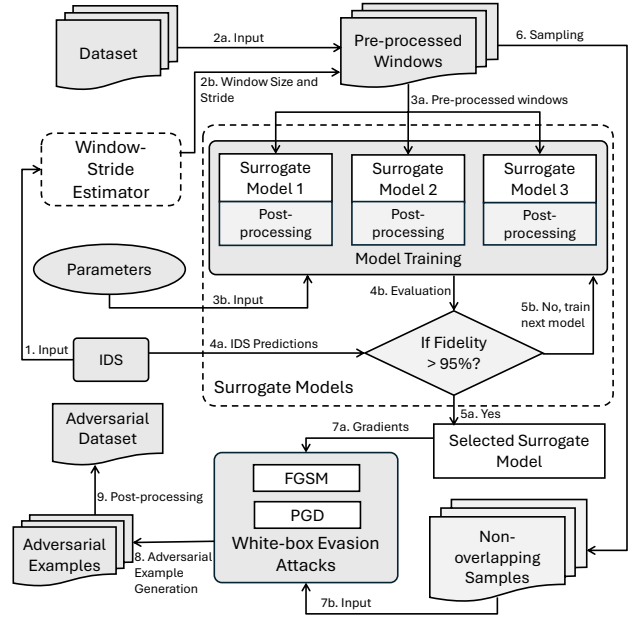 Dataset
2a. Input
Pre-processed
Windows
6. Sampling
2b. Window Size and
Stride
3a. Pre-processed windows
Window-
Stride
Estimator
Surrogate
Model 1
Post-
processing
Surrogate
Model 2
Post-
processing
Surrogate
Model 3
Post-
processing
Model Training
Parameters
3b. Input
4b. Evaluation
5b. No, train
next model
1. Input
IDS
4a. IDS Predictions
If Fidelity
> 95%?
Surrogate Models
5a. Yes
Adversarial
Dataset
7a. Gradients
Selected Surrogate
Model
9. Post-processing
FGSM
PGD
White-box Evasion
Attacks
Adversarial
Examples
8. Adversarial
Example
Generation
Non-
overlapping
Samples
7b. Input